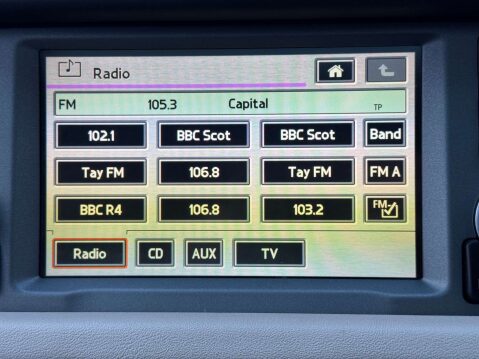 Radio
FM 105.3 Capital TP
102.1 BBC Scot BBC Scot Band
Tay FM 106.8 Tay FM FM A
BBC R4 106.8 103.2 FM
Radio CD AUX TV